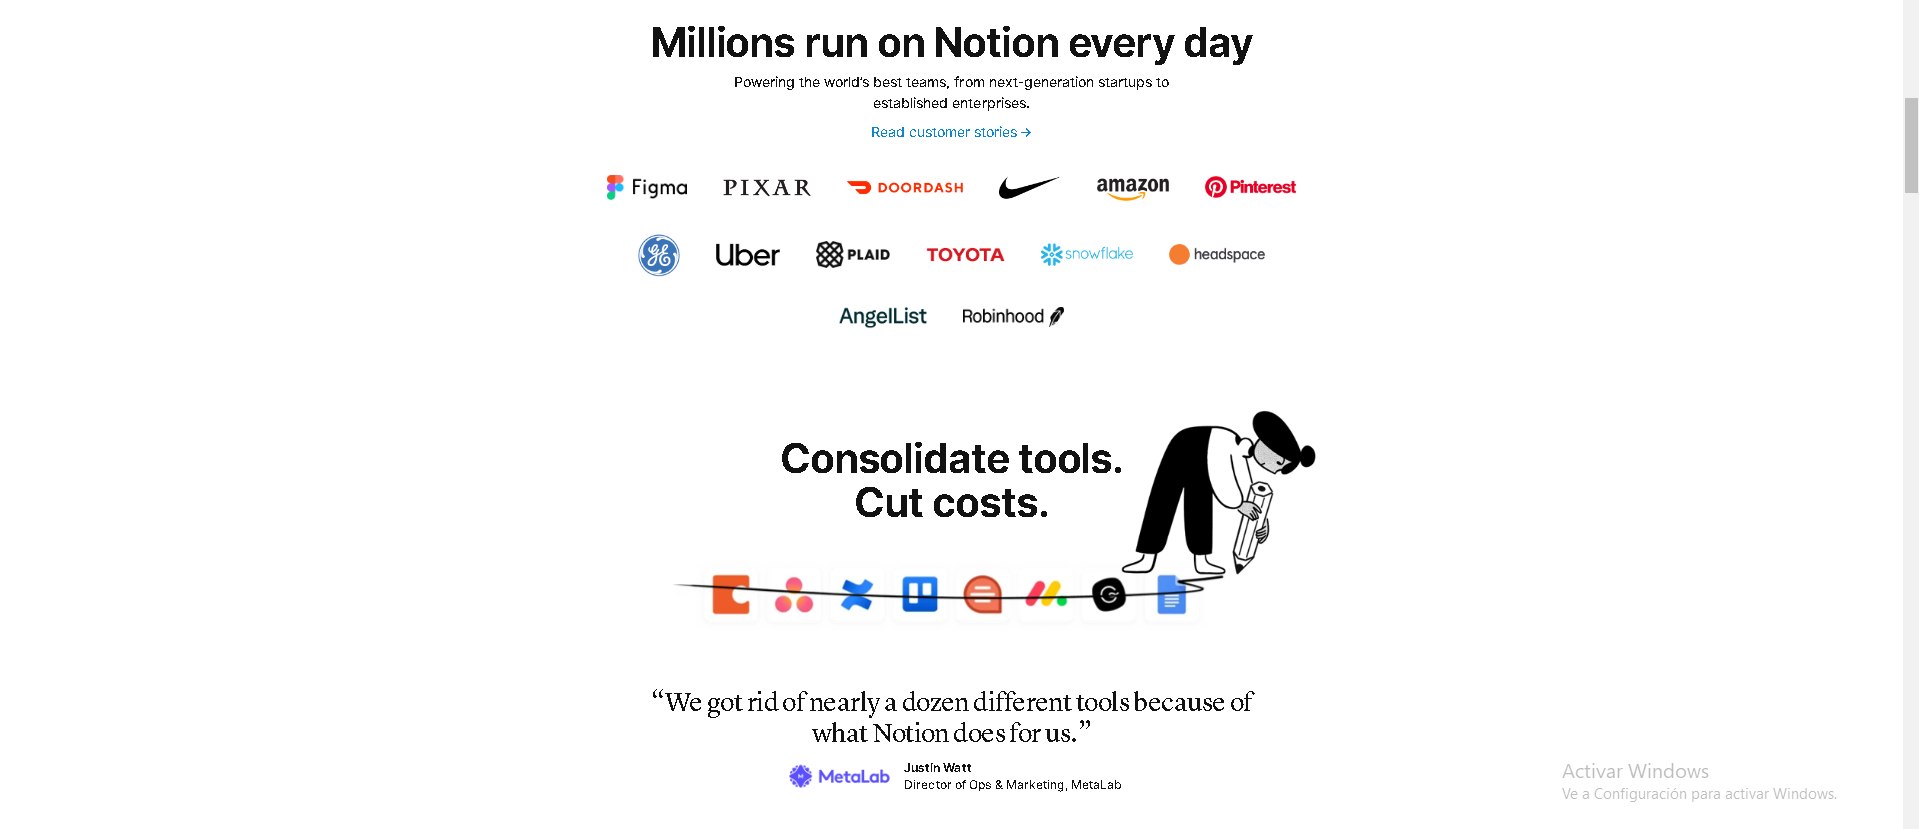 Millions run on Notion every day
Powering the world's best teams, from next-generation startups to
established enterprises.
Read customer stories →
Figma PIXAR DOORDASH amazon Pinterest
GE Uber PLAID TOYOTA snowflake headspace
AngelList Robinhood
Consolidate tools.
Cut costs.
“We got rid of nearly a dozen different tools because of
what Notion does for us.”
MetaLab
Justin Watt
Director of Ops & Marketing, MetaLab
Activar Windows
Ve a Configuración para activar Windows.